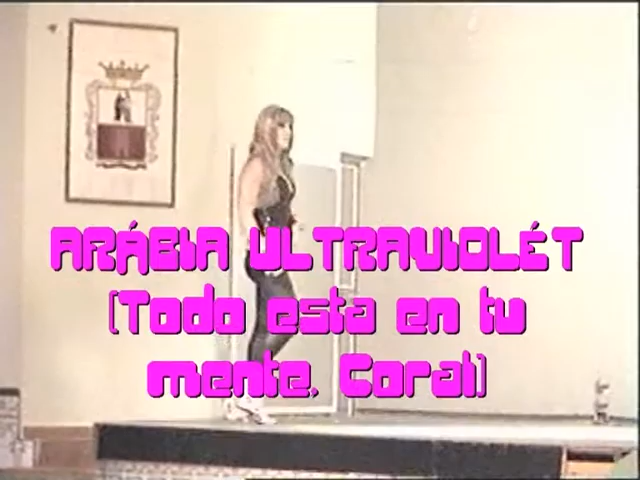 ARÁBIA ULTRAVIOLÉT
(Todo esta en tu
mente, Coral)